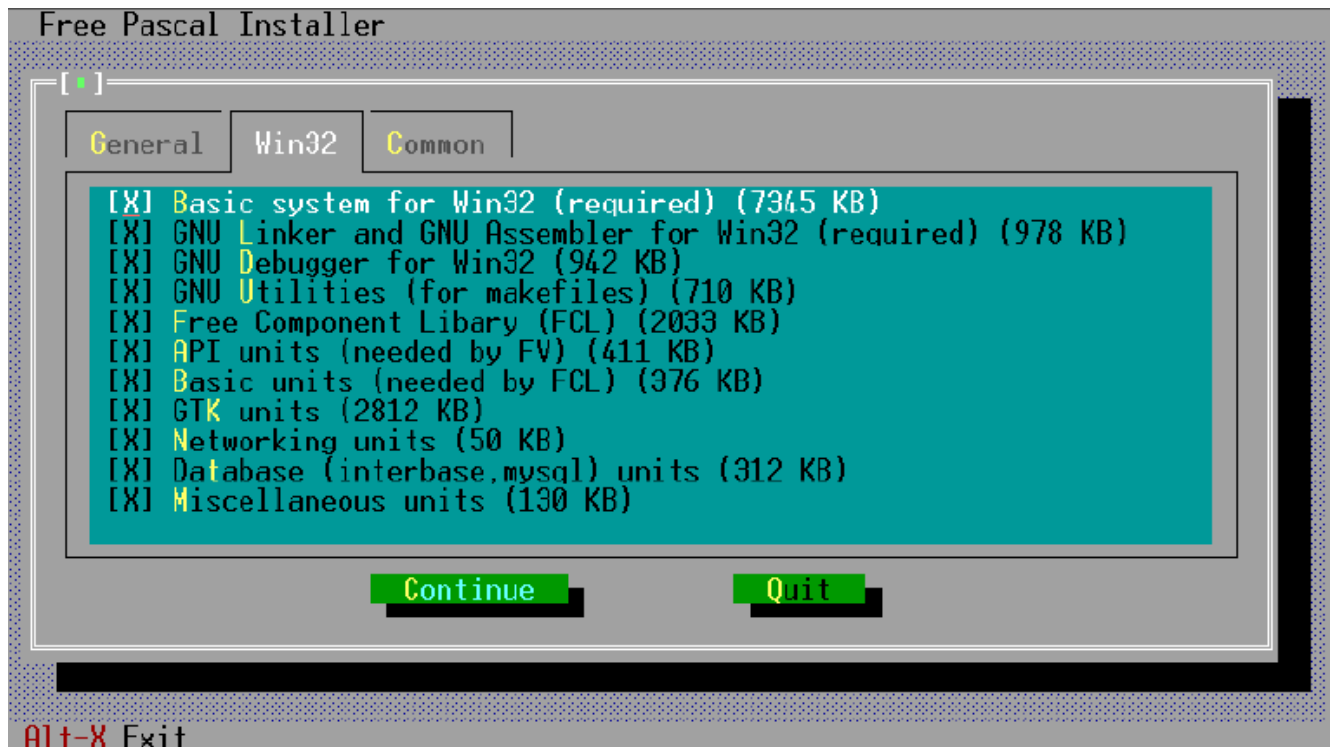 Free Pascal Installer
General Win32 Common
[X] Basic system for Win32 (required) (7345 KB)
[X] GNU Linker and GNU Assembler for Win32 (required) (978 KB)
[X] GNU Debugger for Win32 (942 KB)
[X] GNU Utilities (for makefiles) (710 KB)
[X] Free Component Libary (FCL) (2033 KB)
[X] API units (needed by FV) (411 KB)
[X] Basic units (needed by FCL) (376 KB)
[X] GTK units (2812 KB)
[X] Networking units (50 KB)
[X] Database (interbase,mysql) units (312 KB)
[X] Miscellaneous units (130 KB)
Continue Quit
Alt-X Exit